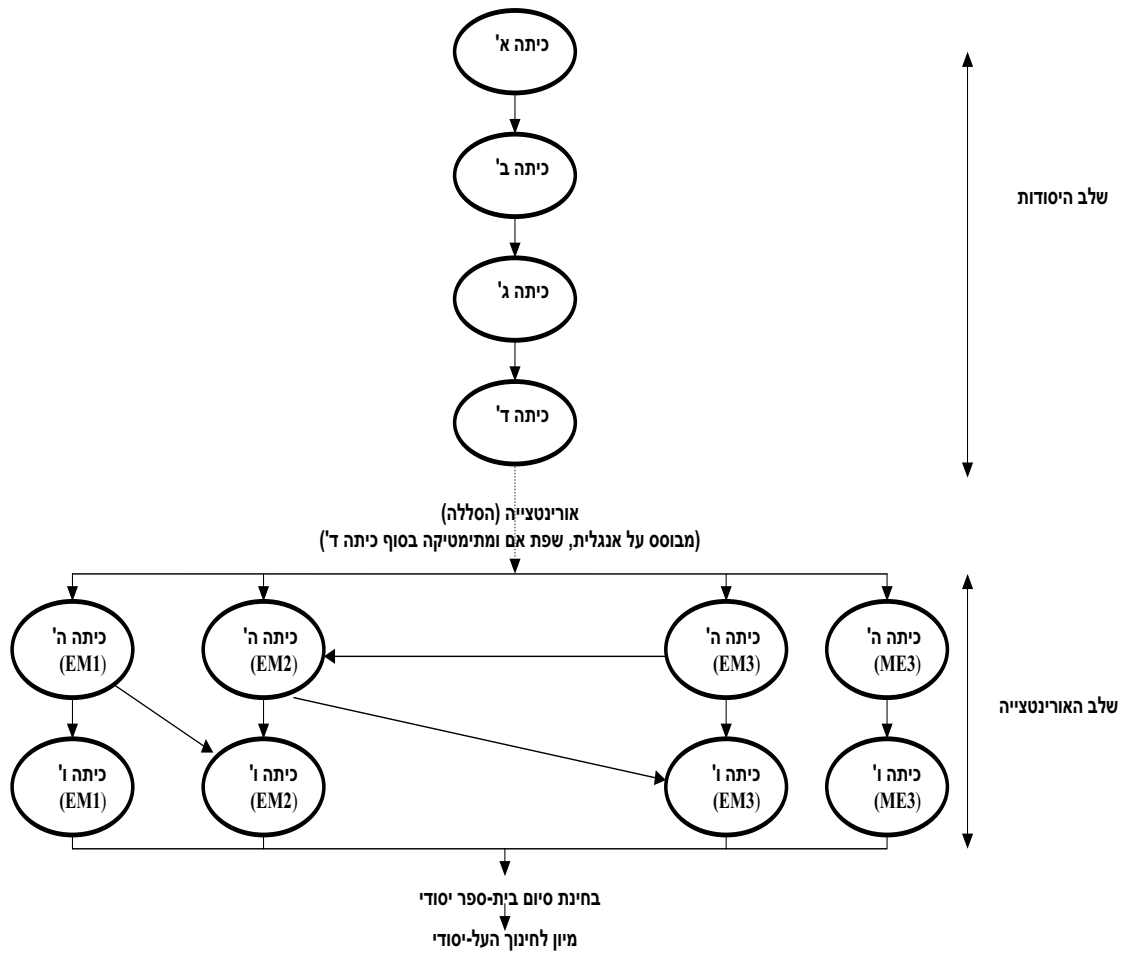 כיתה א'
כיתה ב'
שלב היסודות
כיתה ג'
כיתה ד'
אורינטצייה (הסללה)
(מבוסס על אנגלית, שפת אם ומתימטיקה בסוף כיתה ד')
כיתה ה'
(EM1)
כיתה ה'
(EM2)
כיתה ה'
(EM3)
כיתה ה'
(ME3)
שלב האורינטצייה
כיתה ו'
(EM1)
כיתה ו'
(EM2)
כיתה ו'
(EM3)
כיתה ו'
(ME3)
בחינת סיום בית-ספר יסודי
מיון לחינוך העל-יסודי